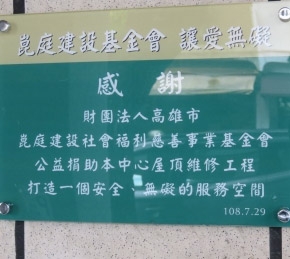 崑庭建設基金會 讓愛無礙
感謝
財團法人高雄市
崑庭建設社會福利慈善事業基金會
公益捐助本中心屋頂維修工程
打造一個安全、無礙的服務空間
108.7.29